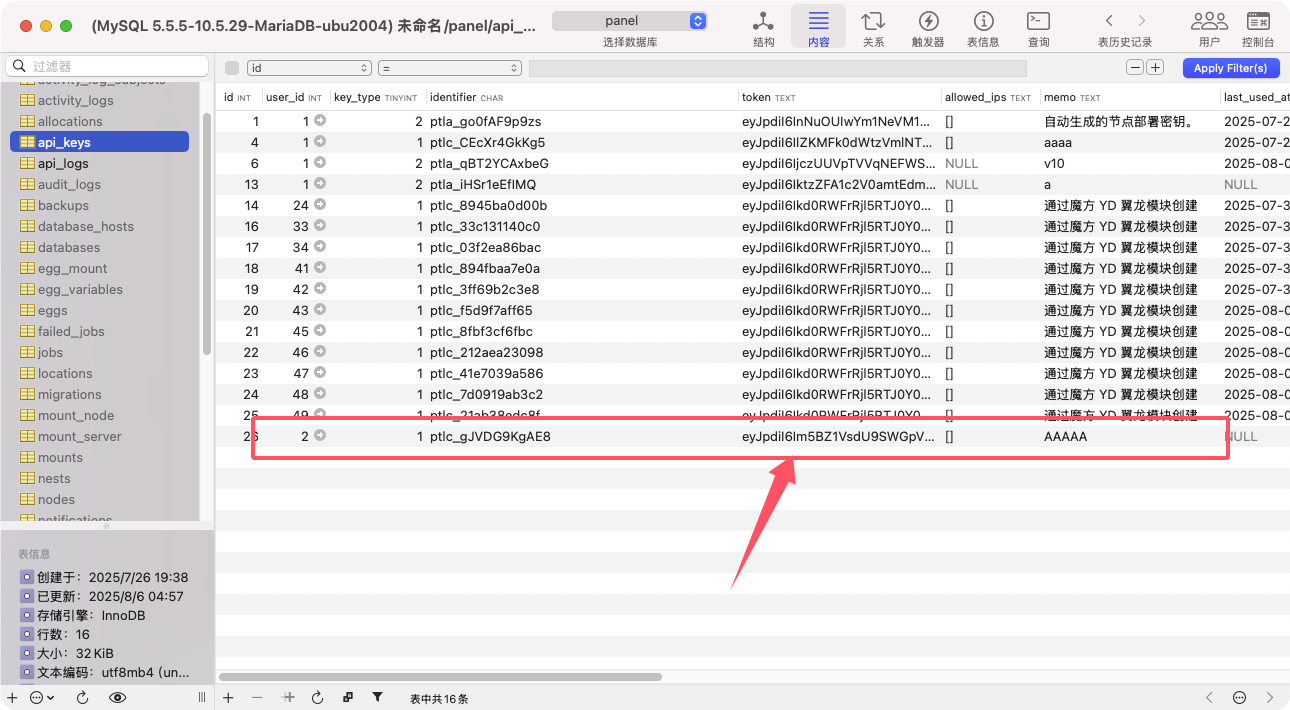 (MySQL 5.5.5-10.5.29-MariaDB-ubu2004) 未命名/panel/api_...
panel
选择数据库
结构
内容
关系
触发器
表信息
查询
表历史记录
用户
控制台
过滤器
id
=
Apply Filter(s)
activity_log_subjects
activity_logs
allocations
api_keys
api_logs
audit_logs
backups
database_hosts
databases
egg_mount
egg_variables
eggs
failed_jobs
jobs
locations
migrations
mount_node
mount_server
mounts
nests
nodes
notifications
id INT user_id INT key_type TINYINT identifier CHAR token TEXT allowed_ips TEXT memo TEXT last_used_at
1 1 2 ptla_go0fAF9p9zs eyJpdiI6InNuOUIwYm1NeVM1... [] 自动生成的节点部署密钥。 2025-07-2
4 1 1 ptlc_CEcXr4GkKg5 eyJpdiI6IlIZKMFk0dWtzVmlNT... [] aaaa 2025-07-2
6 1 2 ptla_qBT2YCAxbeG eyJpdiI6IjczUUVpTVVqNEFWS... NULL v10 2025-08-0
13 1 2 ptla_iHSr1eEfIMQ eyJpdiI6IktzZFA1c2V0amtEdm... NULL a NULL
14 24 1 ptlc_8945ba0d00b eyJpdiI6Ikd0RWFrRjI5RTJ0Y0... [] 通过魔方 YD 翼龙模块创建 2025-07-3
16 33 1 ptlc_33c131140c0 eyJpdiI6Ikd0RWFrRjI5RTJ0Y0... [] 通过魔方 YD 翼龙模块创建 2025-07-3
17 34 1 ptlc_03f2ea86bac eyJpdiI6Ikd0RWFrRjI5RTJ0Y0... [] 通过魔方 YD 翼龙模块创建 2025-07-3
18 41 1 ptlc_894fbaa7e0a eyJpdiI6Ikd0RWFrRjI5RTJ0Y0... [] 通过魔方 YD 翼龙模块创建 2025-07-3
19 42 1 ptlc_3ff69b2c3e8 eyJpdiI6Ikd0RWFrRjI5RTJ0Y0... [] 通过魔方 YD 翼龙模块创建 2025-07-3
20 43 1 ptlc_f5d9f7aff65 eyJpdiI6Ikd0RWFrRjI5RTJ0Y0... [] 通过魔方 YD 翼龙模块创建 2025-08-0
21 45 1 ptlc_8fbf3cf6fbc eyJpdiI6Ikd0RWFrRjI5RTJ0Y0... [] 通过魔方 YD 翼龙模块创建 2025-08-0
22 46 1 ptlc_212aea23098 eyJpdiI6Ikd0RWFrRjI5RTJ0Y0... [] 通过魔方 YD 翼龙模块创建 2025-08-0
23 47 1 ptlc_41e7039a586 eyJpdiI6Ikd0RWFrRjI5RTJ0Y0... [] 通过魔方 YD 翼龙模块创建 2025-08-0
24 48 1 ptlc_7d0919ab3c2 eyJpdiI6Ikd0RWFrRjI5RTJ0Y0... [] 通过魔方 YD 翼龙模块创建 2025-08-0
25 49 1 ptlc_21ab38edc8f eyJpdiI6Ikd0RWFrRjI5RTJ0Y0... [] 通过魔方 YD 翼龙模块创建 2025-08-0
26 2 1 ptlc_gJVDG9KgAE8 eyJpdiI6Im5BZ1VsdU9SWGpV... [] AAAAA NULL
表信息
创建于：2025/7/26 19:38
已更新：2025/8/6 04:57
存储引擎：InnoDB
行数：16
大小：32 KiB
文本编码：utf8mb4 (un...
表中共 16 条